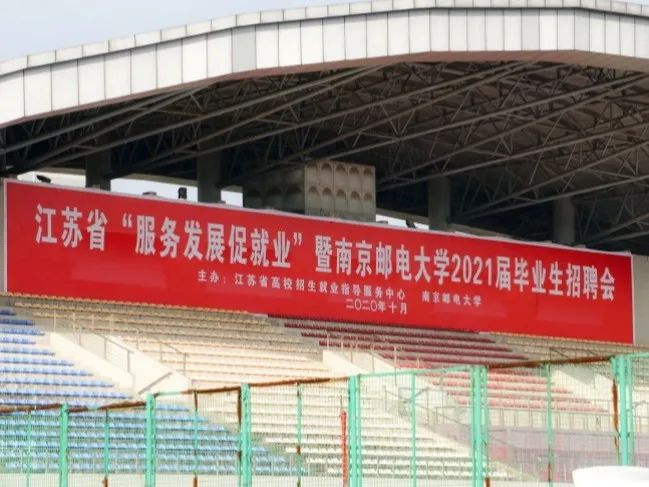 江苏省“服务发展促就业”暨南京邮电大学2021届毕业生招聘会
主办：江苏省高校招生就业指导服务中心 南京邮电大学
二〇二〇年十月